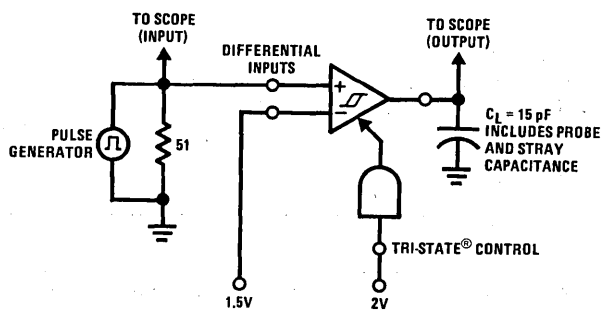 TO SCOPE
(INPUT)
TO SCOPE
(OUTPUT)
DIFFERENTIAL
INPUTS
+
−
PULSE
GENERATOR
51
CL = 15 pF
INCLUDES PROBE
AND STRAY
CAPACITANCE
TRI-STATE® CONTROL
1.5V
2V